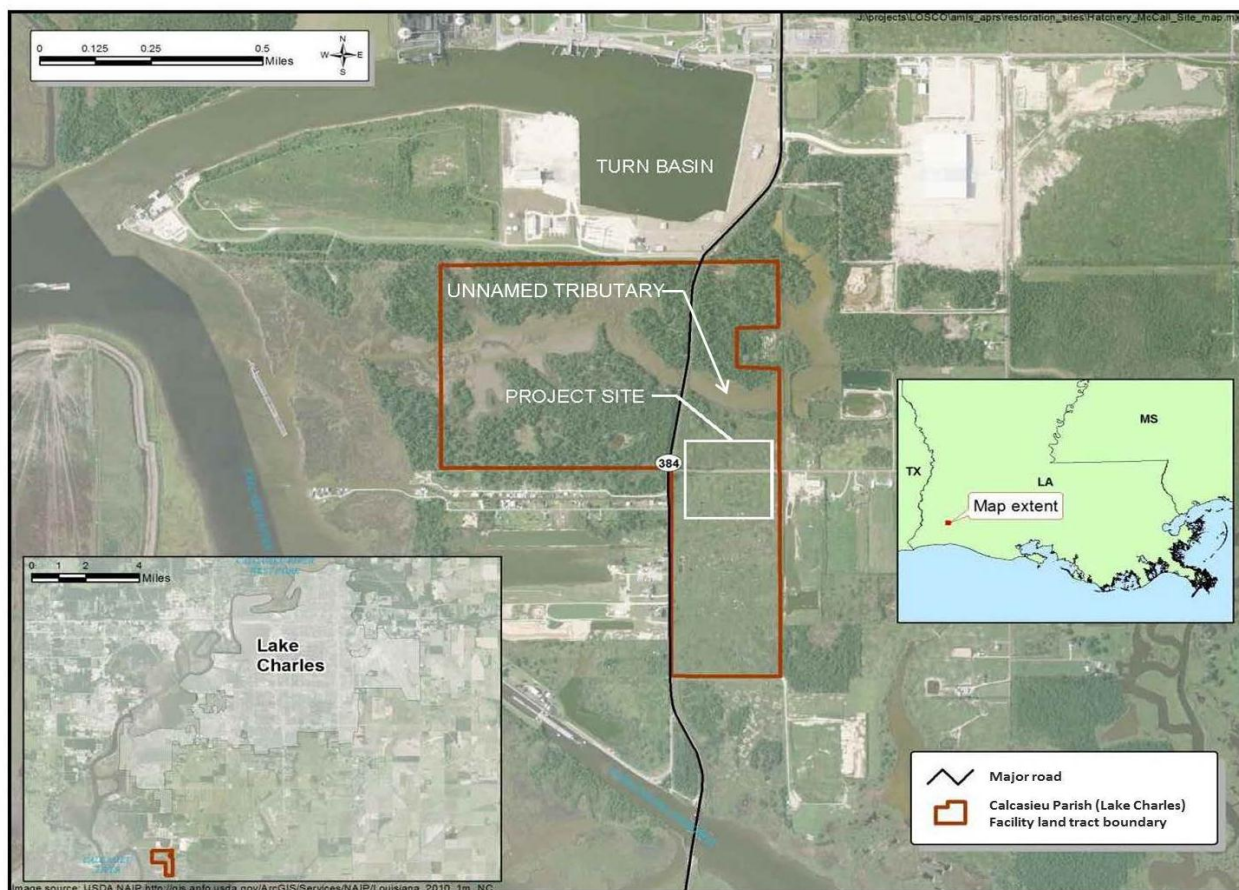 J:\projects\LOSCO\amls_aprs\restoration_sites\Hatchery_McCall_Site_map.mx
0 0.125 0.25 0.5
Miles
N
W E
S
TURN BASIN
UNNAMED TRIBUTARY
PROJECT SITE
384
MS
TX
LA
Map extent
0 1 2 4
Miles
Lake
Charles
Major road
Calcasieu Parish (Lake Charles)
Facility land tract boundary
Image source: USDA NAIP http://gis.apfo.usda.gov/ArcGIS/Services/NAIP/Louisiana_2010_1m_NC